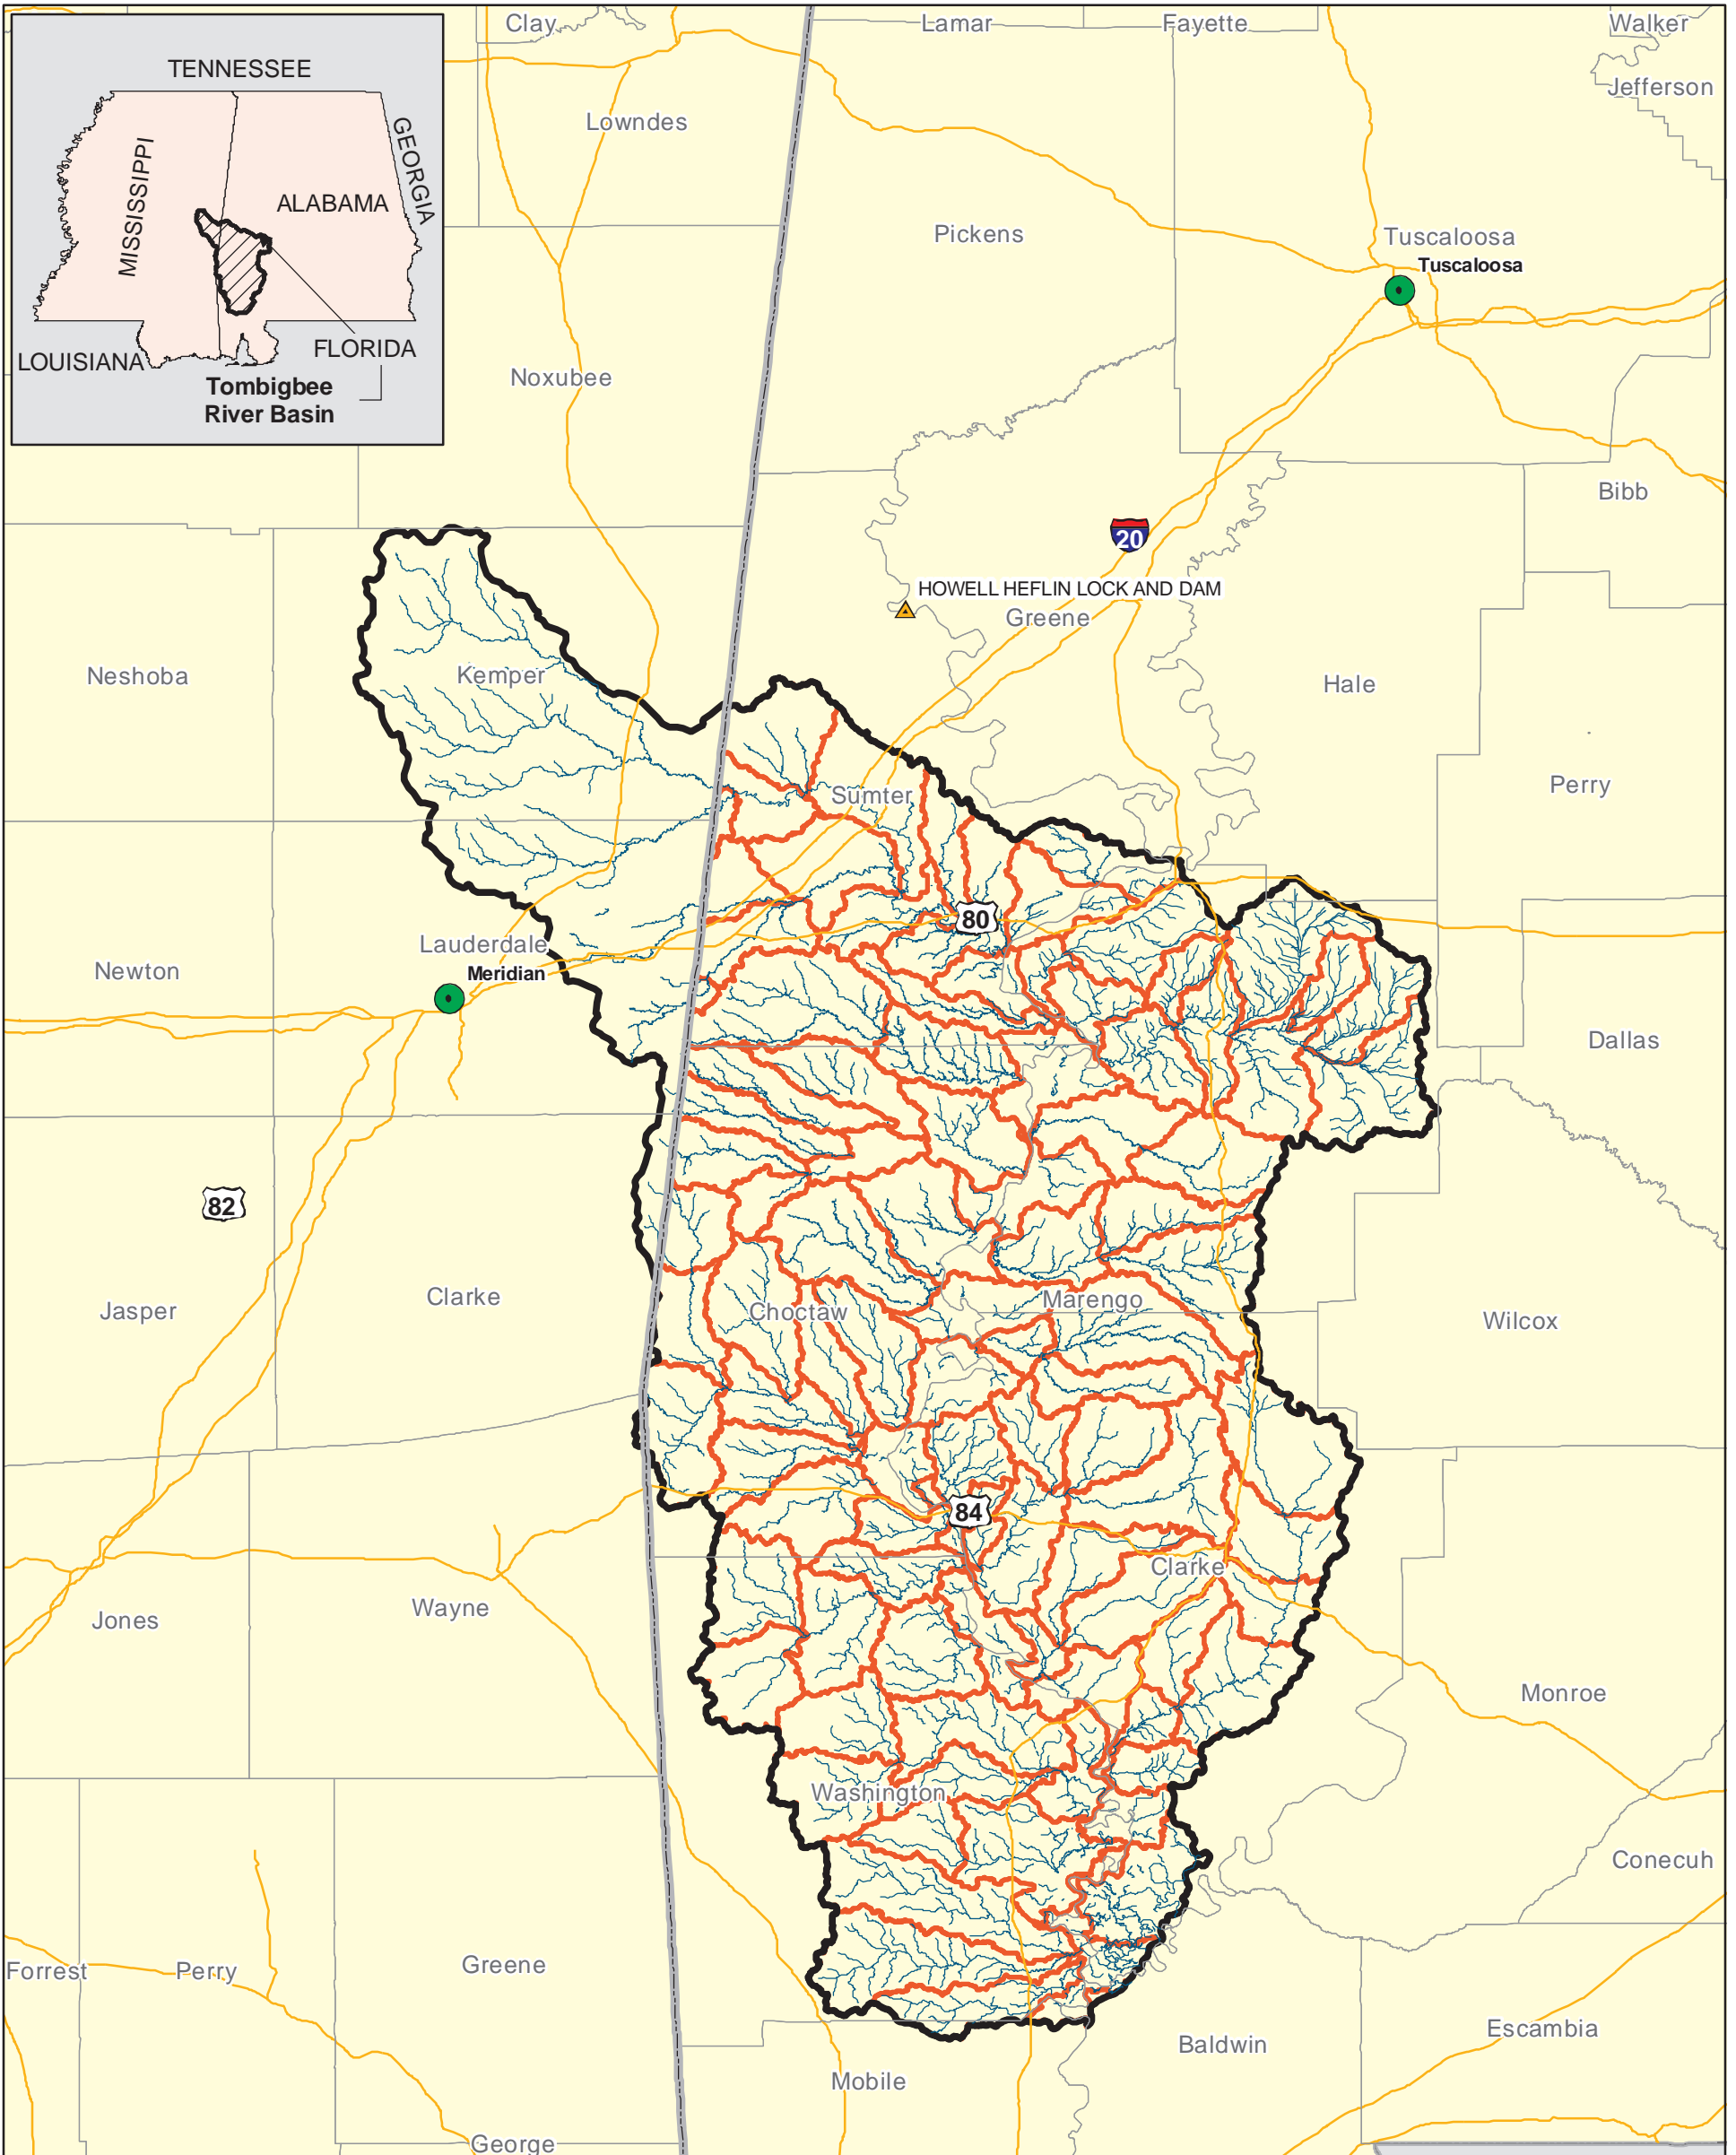 Clay
Lamar
Fayette
Walker
Jefferson
TENNESSEE
MISSISSIPPI
ALABAMA
GEORGIA
LOUISIANA
FLORIDA
Tombigbee
River Basin
Lowndes
Pickens
Tuscaloosa
Tuscaloosa
Noxubee
Bibb
20
HOWELL HEFLIN LOCK AND DAM
Greene
Neshoba
Kemper
Hale
Sumter
Perry
80
Lauderdale
Newton
Meridian
Dallas
82
Jasper
Clarke
Choctaw
Marengo
Wilcox
84
Clarke
Jones
Wayne
Monroe
Washington
Conecuh
Forrest
Perry
Greene
Baldwin
Escambia
Mobile
George